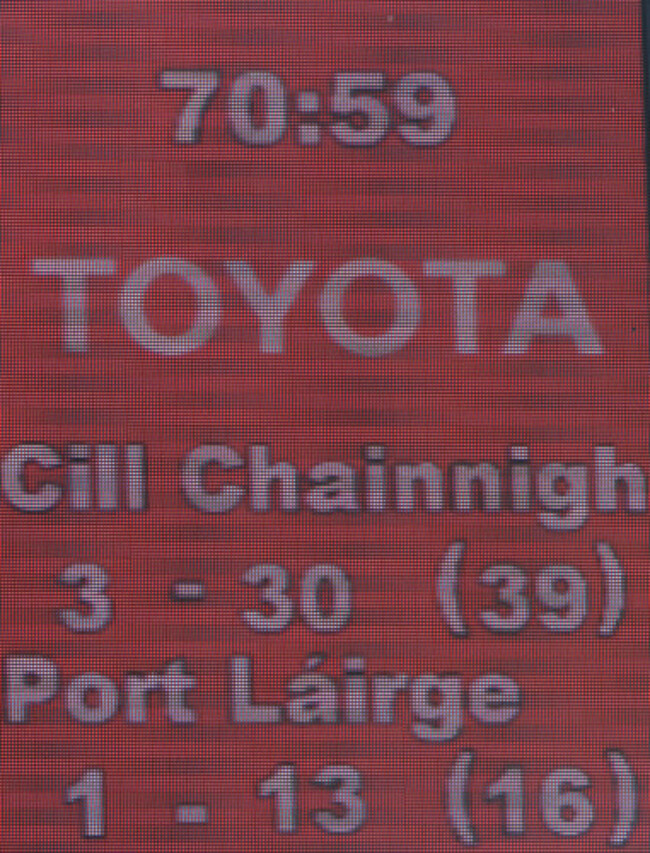 70:59
TOYOTA
Cill Chainnigh
3 - 30 (39)
Port Láirge
1 - 13 (16)